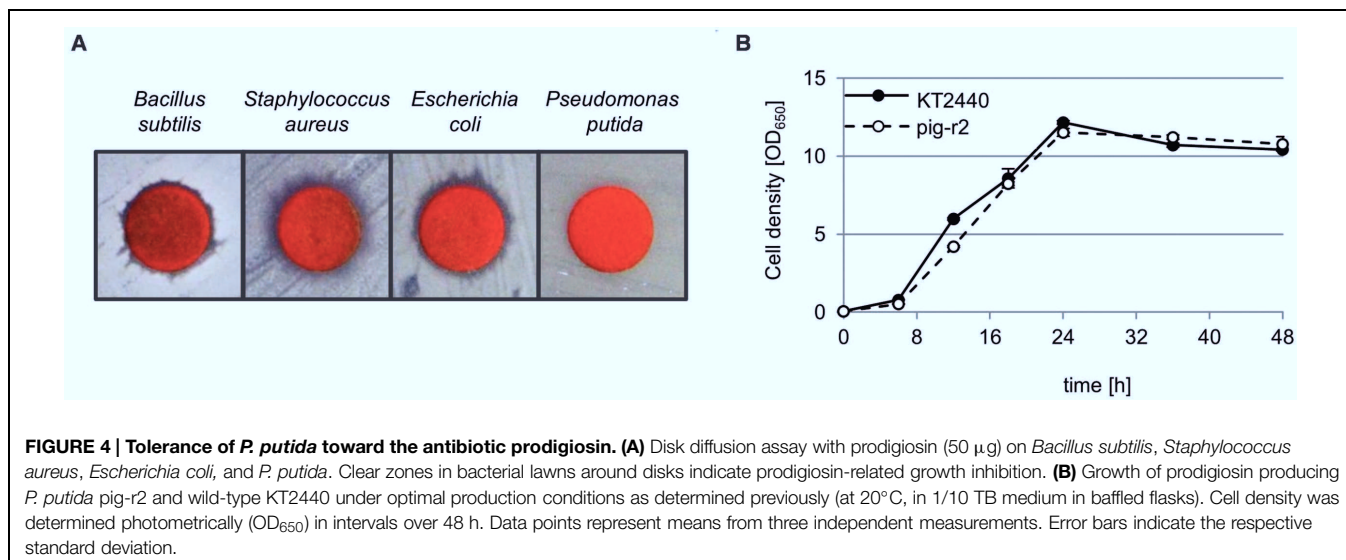 A
Bacillus subtilis
Staphylococcus aureus
Escherichia coli
Pseudomonas putida
B
Cell density [OD650]
15
10
5
0
KT2440
pig-r2
0 8 16 24 32 40 48
time [h]
FIGURE 4 | Tolerance of P. putida toward the antibiotic prodigiosin. (A) Disk diffusion assay with prodigiosin (50 μg) on Bacillus subtilis, Staphylococcus
aureus, Escherichia coli, and P. putida. Clear zones in bacterial lawns around disks indicate prodigiosin-related growth inhibition. (B) Growth of prodigiosin producing
P. putida pig-r2 and wild-type KT2440 under optimal production conditions as determined previously (at 20°C, in 1/10 TB medium in baffled flasks). Cell density was
determined photometrically (OD650) in intervals over 48 h. Data points represent means from three independent measurements. Error bars indicate the respective
standard deviation.